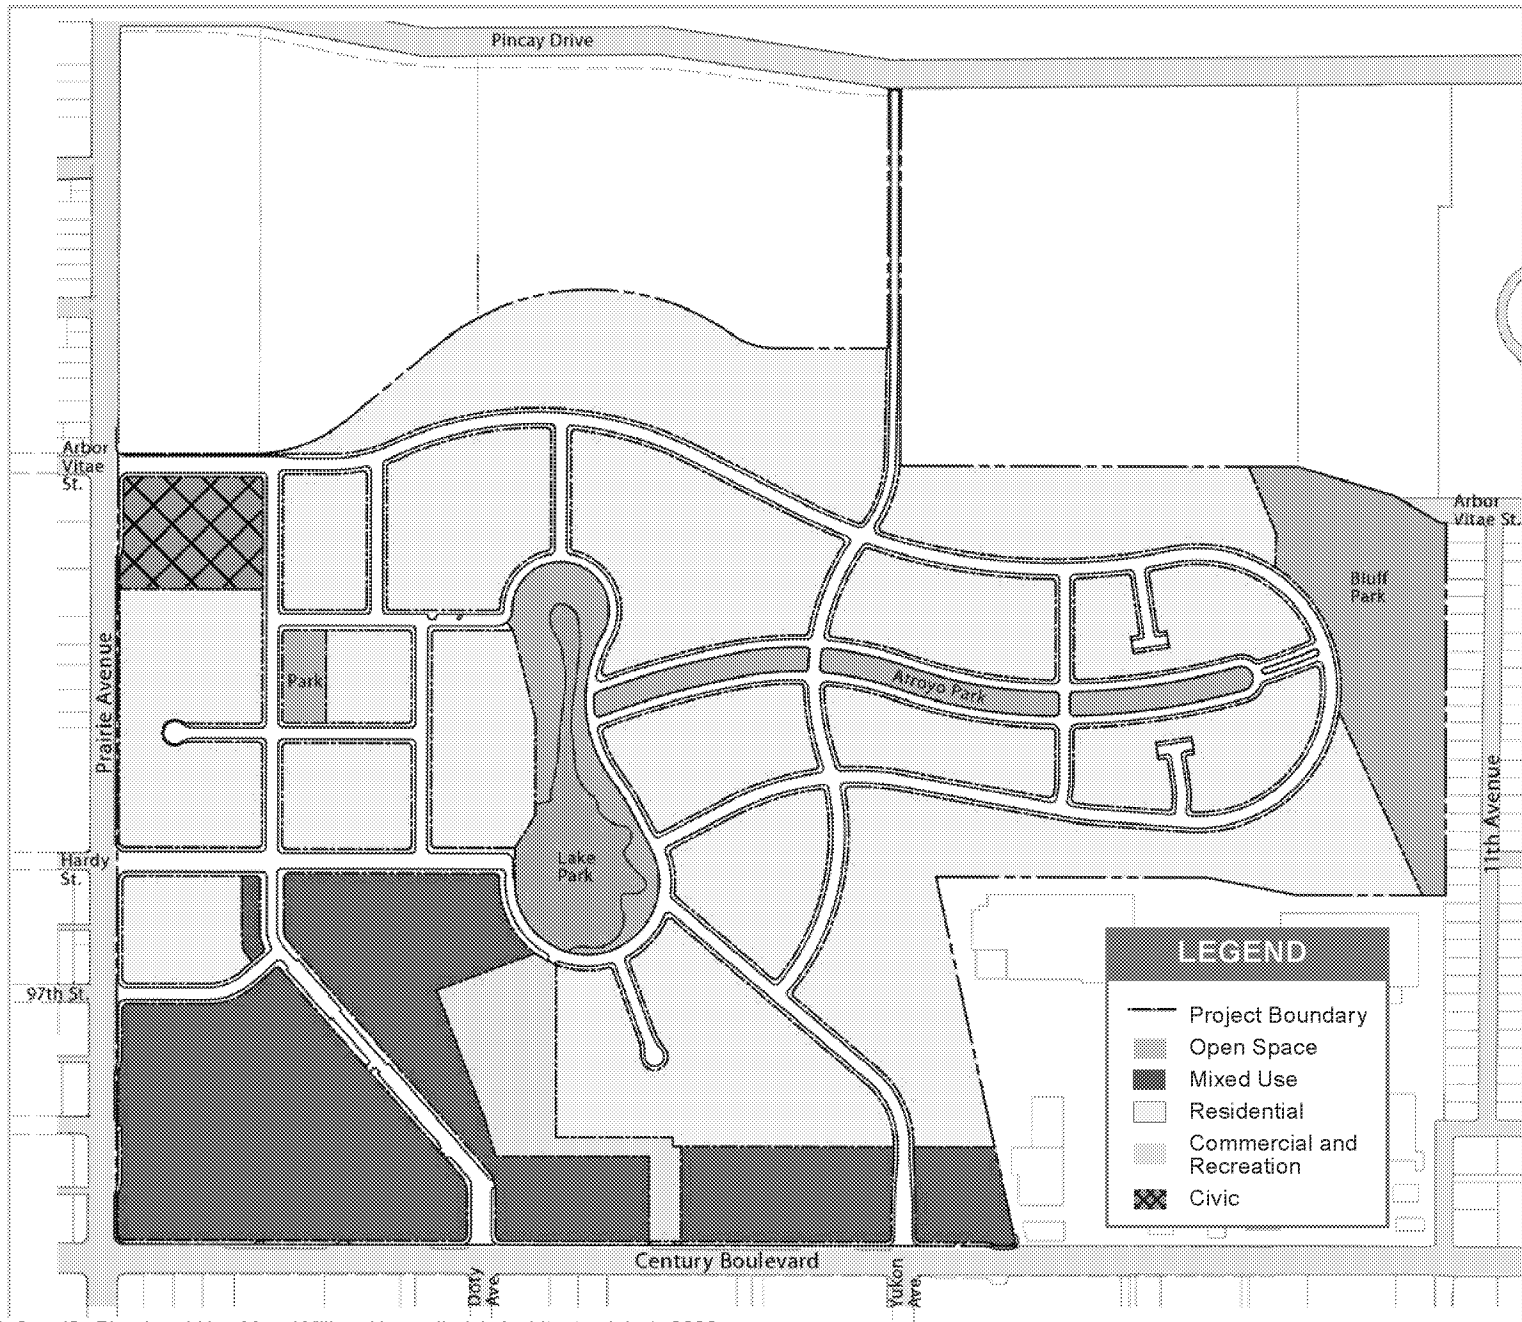 Pincay Drive
Arbor
Vitae
St.
Arbor
Vitae St.
Bluff
Park
Prairie Avenue
Park
Arroyo Park
11th Avenue
Hardy
St.
Lake
Park
97th St.
LEGEND
Project Boundary
Open Space
Mixed Use
Residential
Commercial and
Recreation
Civic
Century Boulevard
Doty
Ave.
Yukon
Ave.